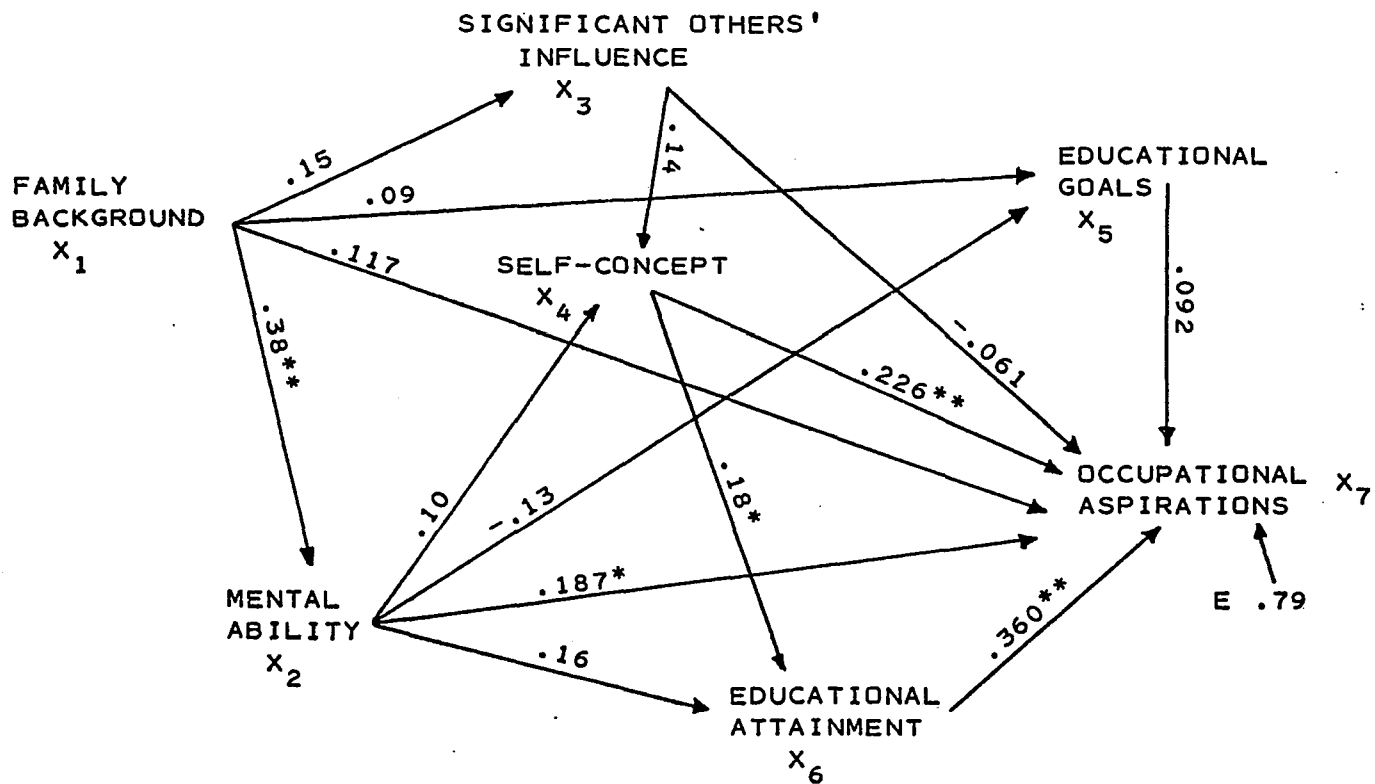 SIGNIFICANT OTHERS'
INFLUENCE
X3
.15
.14
EDUCATIONAL
GOALS
X5
FAMILY
BACKGROUND
X1
.09
.117
SELF-CONCEPT
X4
.092
.38**
-.061
.226**
OCCUPATIONAL
ASPIRATIONS
X7
.10
-.13
.18*
.187*
MENTAL
ABILITY
X2
.360**
E .79
.16
EDUCATIONAL
ATTAINMENT
X6